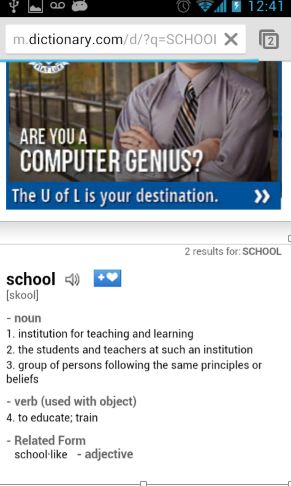 12:41
m.dictionary.com/d/?q=SCHOOl
2
FIAT LUX
ARE YOU A
COMPUTER GENIUS?
The U of L is your destination.
2 results for: SCHOOL
school
[skool]
- noun
1. institution for teaching and learning
2. the students and teachers at such an institution
3. group of persons following the same principles or
beliefs
- verb (used with object)
4. to educate; train
- Related Form
school·like - adjective